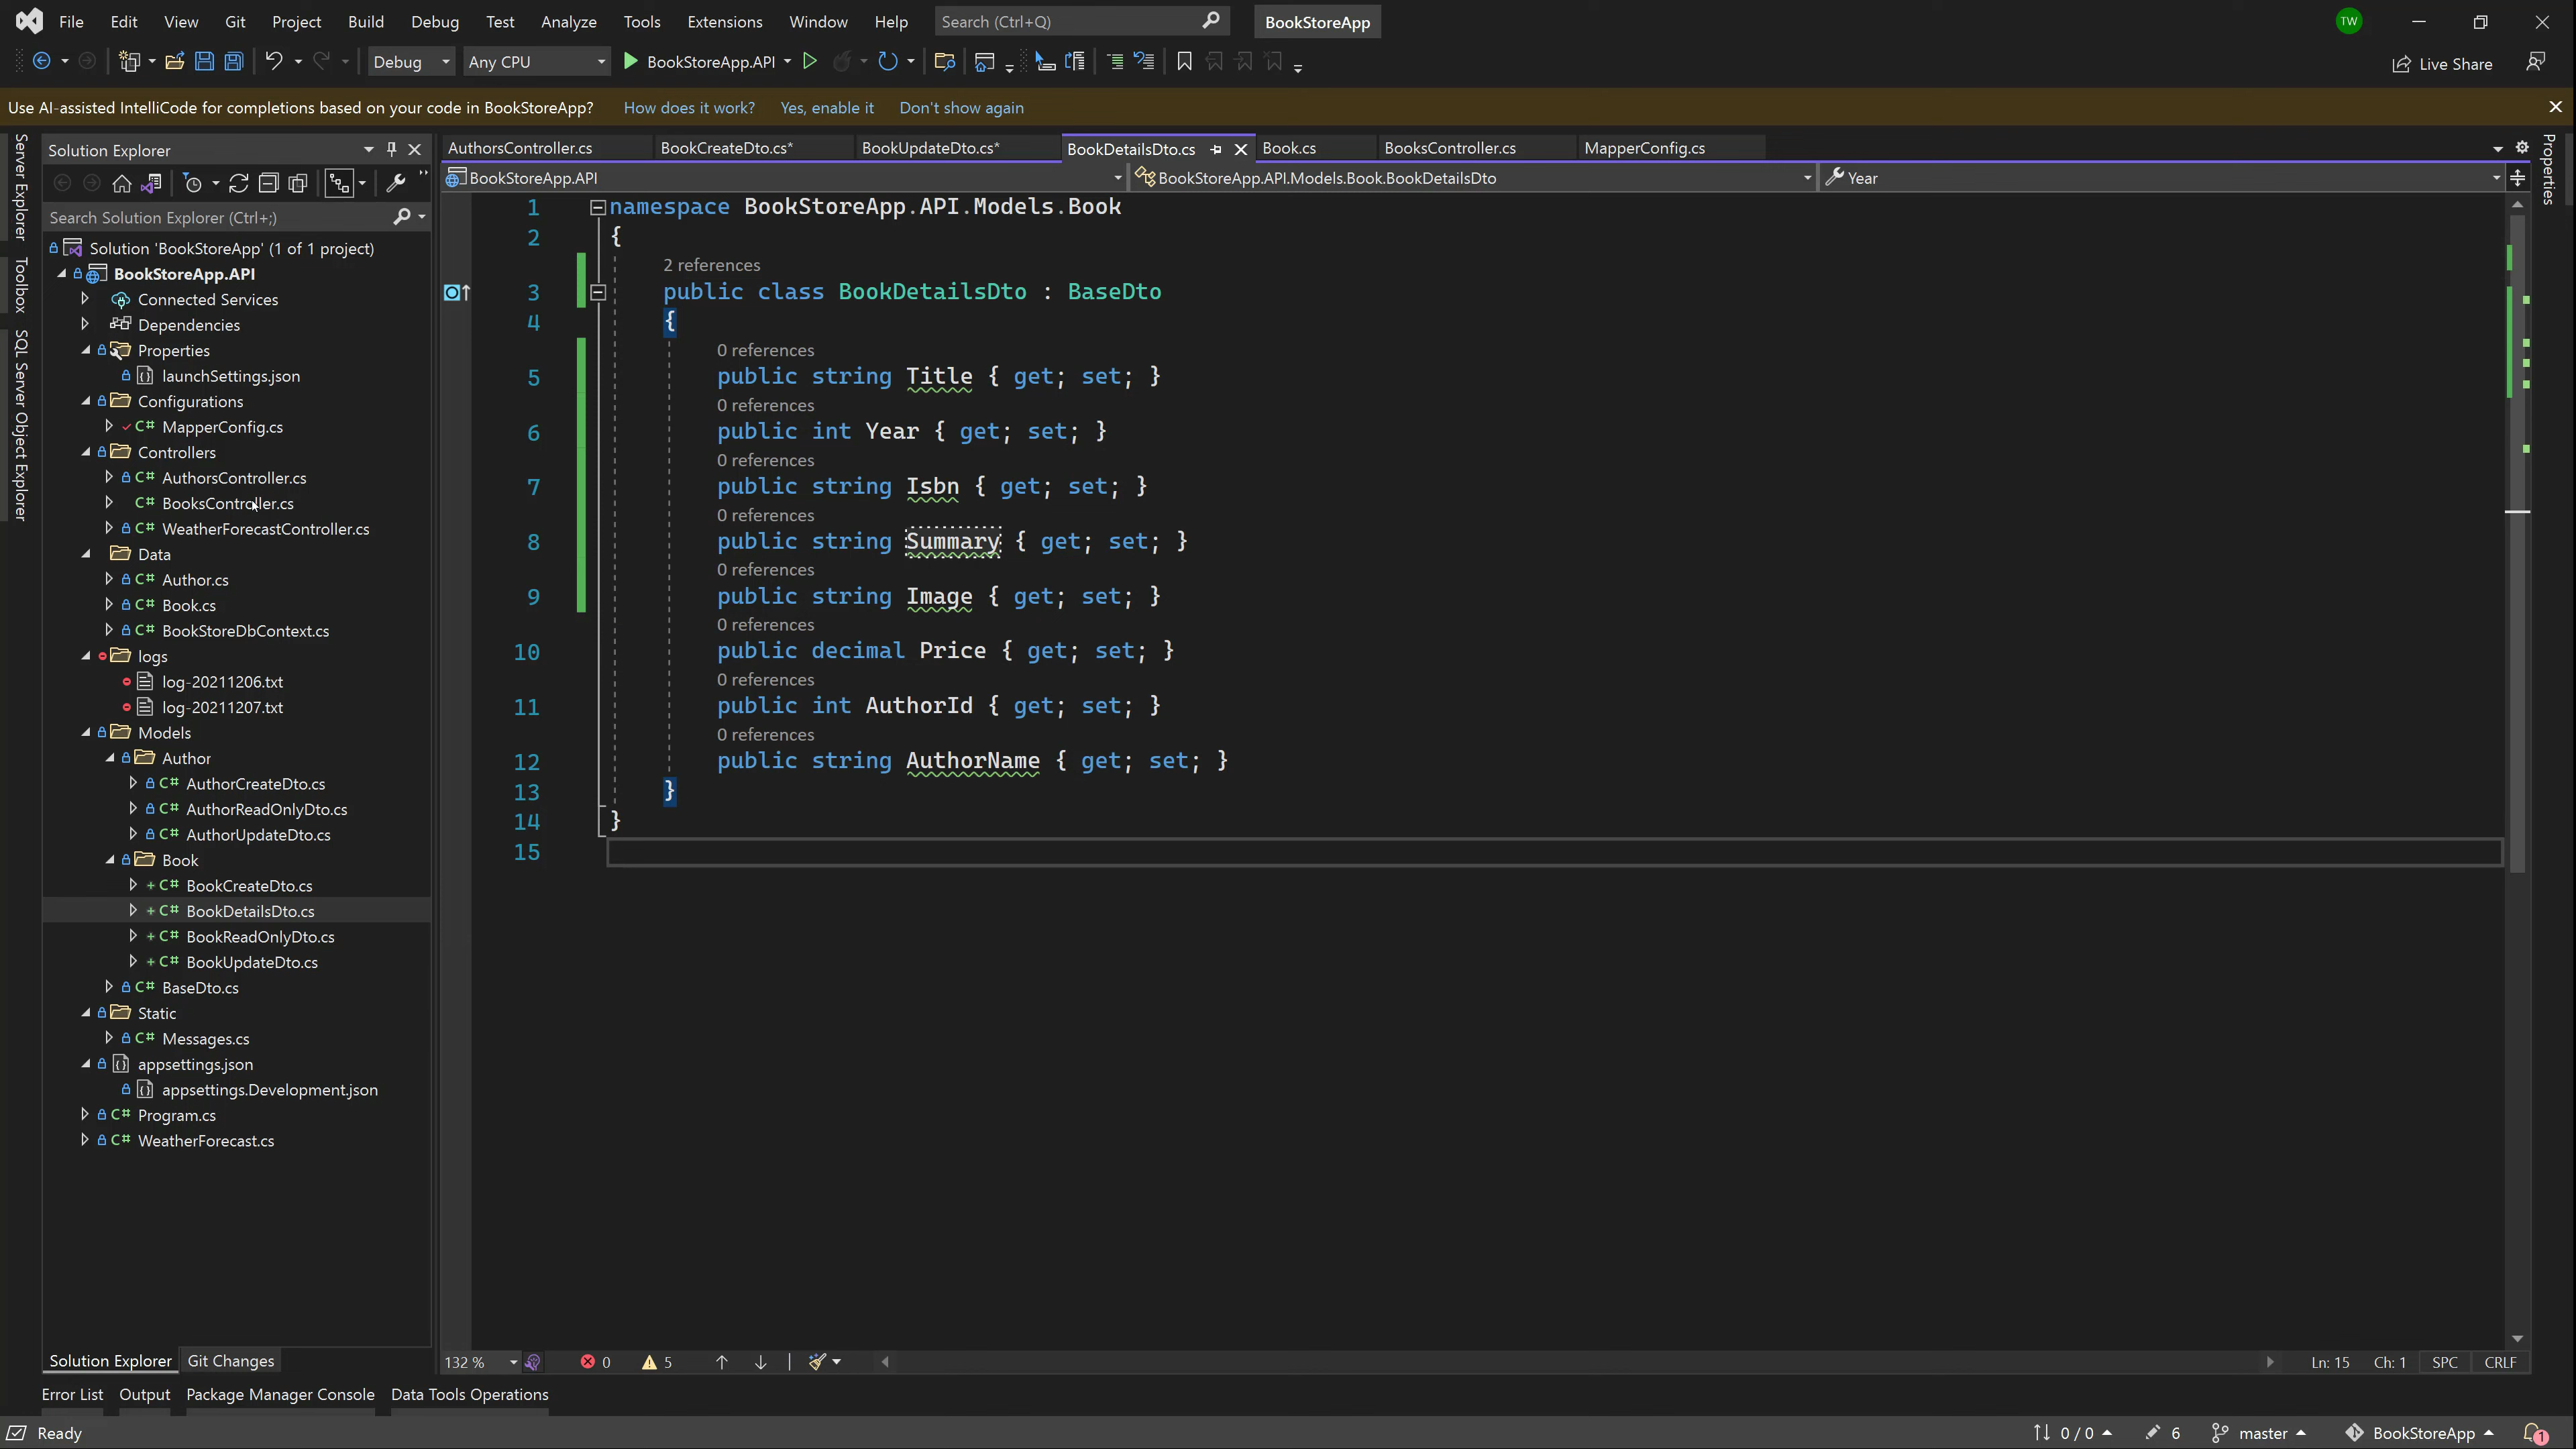 File Edit View Git Project Build Debug Test Analyze Tools Extensions Window Help Search (Ctrl+Q) BookStoreApp TW
Debug Any CPU BookStoreApp.API Live Share
Use AI-assisted IntelliCode for completions based on your code in BookStoreApp? How does it work? Yes, enable it Don't show again
Server Explorer
Toolbox
SQL Server Object Explorer
Solution Explorer
Search Solution Explorer (Ctrl+;)
Solution 'BookStoreApp' (1 of 1 project)
BookStoreApp.API
Connected Services
Dependencies
Properties
launchSettings.json
Configurations
C# MapperConfig.cs
Controllers
C# AuthorsController.cs
C# BooksController.cs
C# WeatherForecastController.cs
Data
C# Author.cs
C# Book.cs
C# BookStoreDbContext.cs
logs
log-20211206.txt
log-20211207.txt
Models
Author
C# AuthorCreateDto.cs
C# AuthorReadOnlyDto.cs
C# AuthorUpdateDto.cs
Book
+ C# BookCreateDto.cs
+ C# BookDetailsDto.cs
+ C# BookReadOnlyDto.cs
+ C# BookUpdateDto.cs
C# BaseDto.cs
Static
C# Messages.cs
appsettings.json
appsettings.Development.json
C# Program.cs
C# WeatherForecast.cs
Solution Explorer Git Changes
AuthorsController.cs BookCreateDto.cs* BookUpdateDto.cs* BookDetailsDto.cs Book.cs BooksController.cs MapperConfig.cs
BookStoreApp.API BookStoreApp.API.Models.Book.BookDetailsDto Year
Properties
1 namespace BookStoreApp.API.Models.Book
2 {
2 references
3 public class BookDetailsDto : BaseDto
4 {
0 references
5 public string Title { get; set; }
0 references
6 public int Year { get; set; }
0 references
7 public string Isbn { get; set; }
0 references
8 public string Summary { get; set; }
0 references
9 public string Image { get; set; }
0 references
10 public decimal Price { get; set; }
0 references
11 public int AuthorId { get; set; }
0 references
12 public string AuthorName { get; set; }
13 }
14 }
15
132 % 0 5 Ln: 15 Ch: 1 SPC CRLF
Error List Output Package Manager Console Data Tools Operations
Ready 0 / 0 6 master BookStoreApp 1